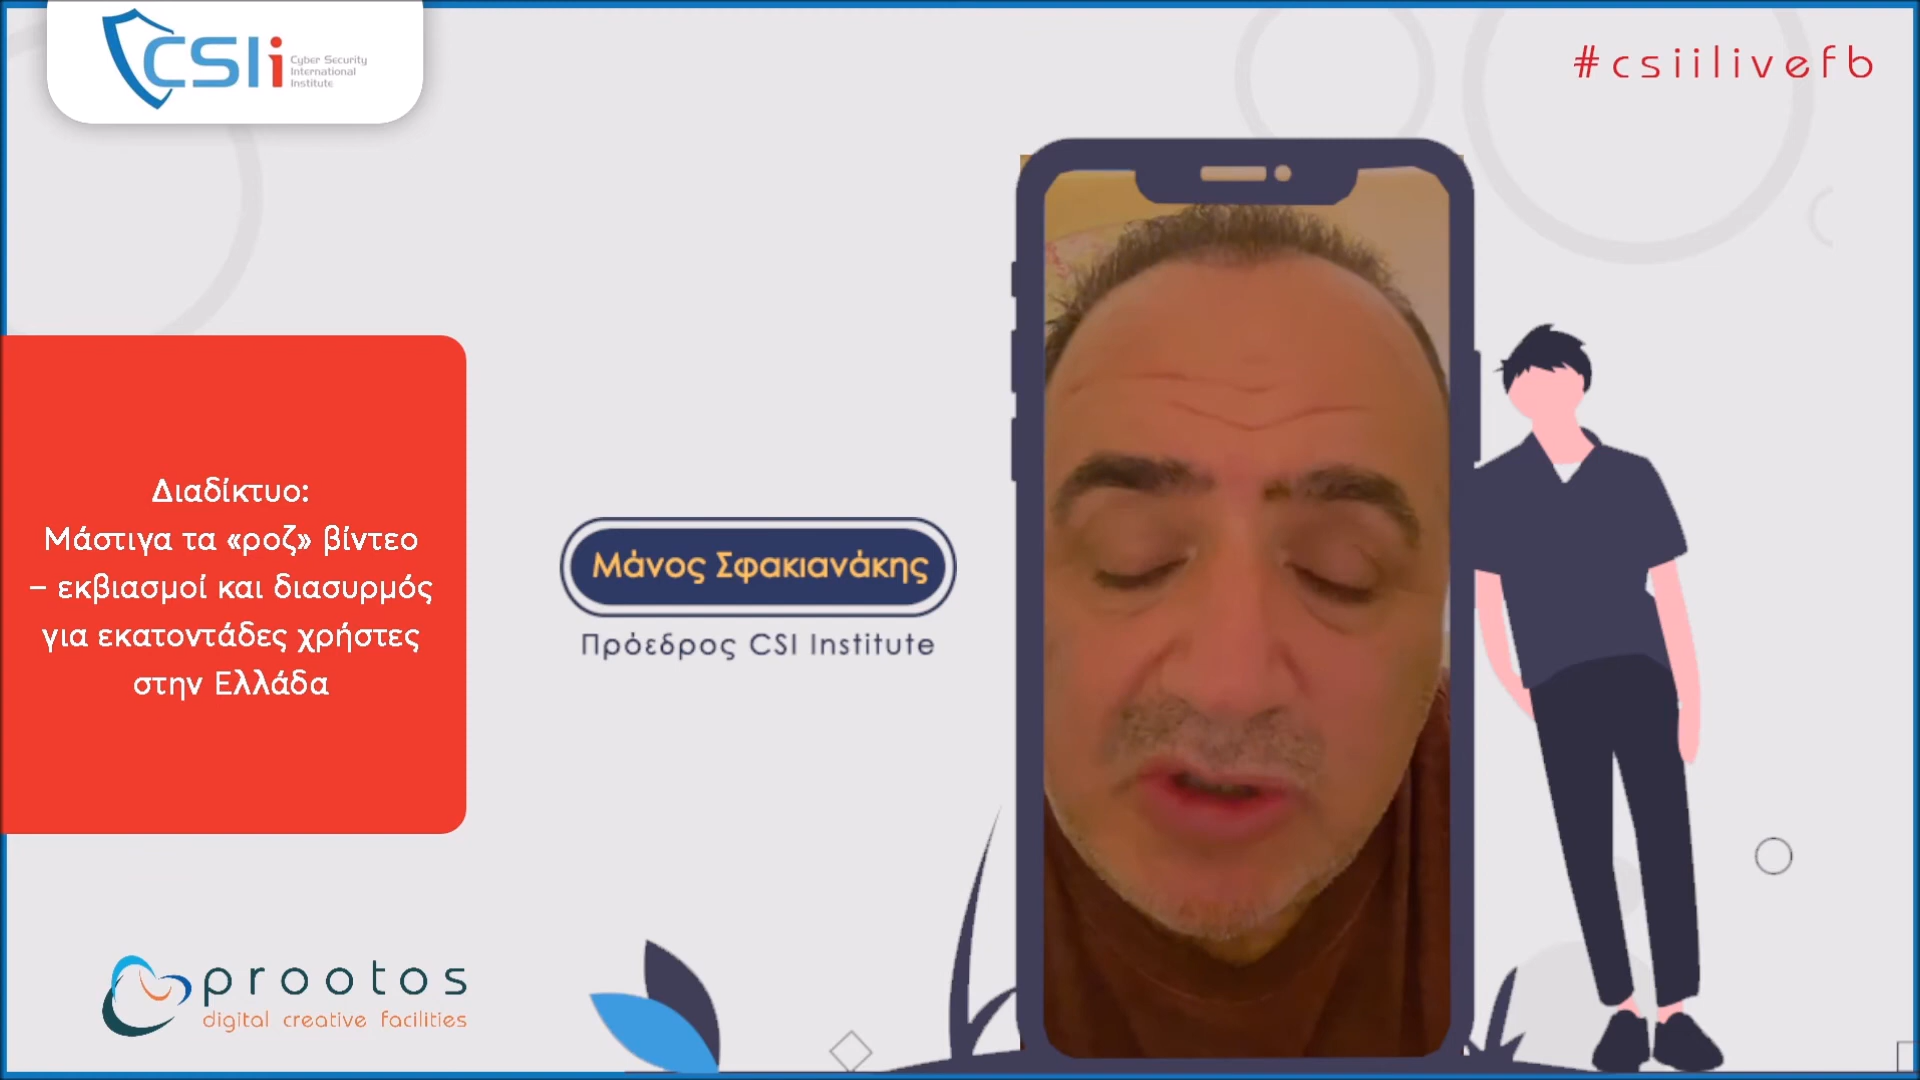 CSIi
Cyber Security
International
Institute
#csiilivefb
Διαδίκτυο:
Μάστιγα τα «ροζ» βίντεο
– εκβιασμοί και διασυρμός
για εκατοντάδες χρήστες
στην Ελλάδα
Μάνος Σφακιανάκης
Πρόεδρος CSI Institute
prootos
digital creative facilities